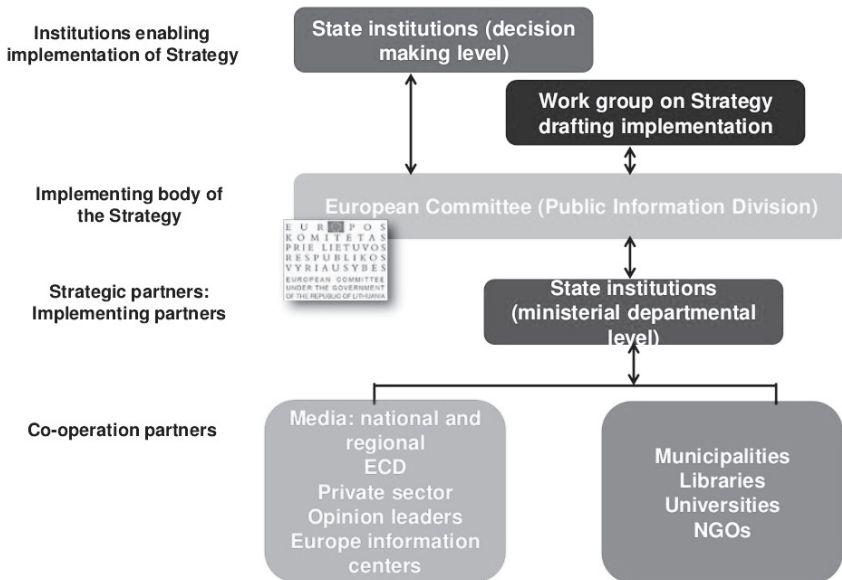 Institutions enabling
implementation of Strategy
State institutions (decision
making level)
Work group on Strategy
drafting implementation
Implementing body of
the Strategy
European Committee (Public Information Division)
E U R O P O S
K O M I T E T A S
PRIE LIETUVOS
RESPUBLIKOS
VYRIAUSYBĖS
EUROPEAN COMMITTEE
UNDER THE GOVERNMENT
OF THE REPUBLIC OF LITHUANIA
Strategic partners:
Implementing partners
State institutions
(ministerial departmental
level)
Co-operation partners
Media: national and
regional
ECD
Private sector
Opinion leaders
Europe information
centers
Municipalities
Libraries
Universities
NGOs